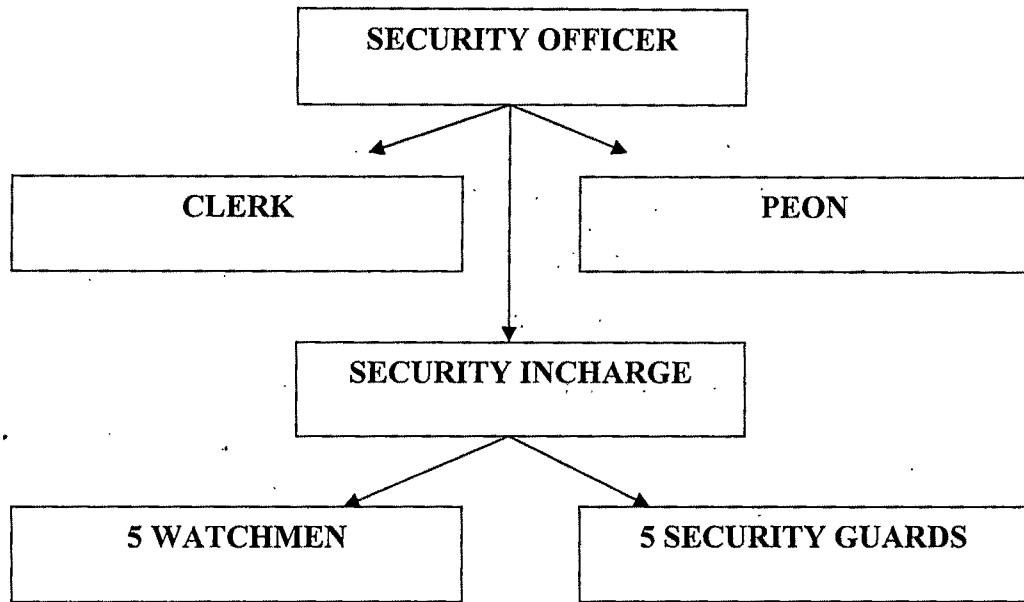 SECURITY OFFICER
CLERK
PEON
SECURITY INCHARGE
5 WATCHMEN
5 SECURITY GUARDS